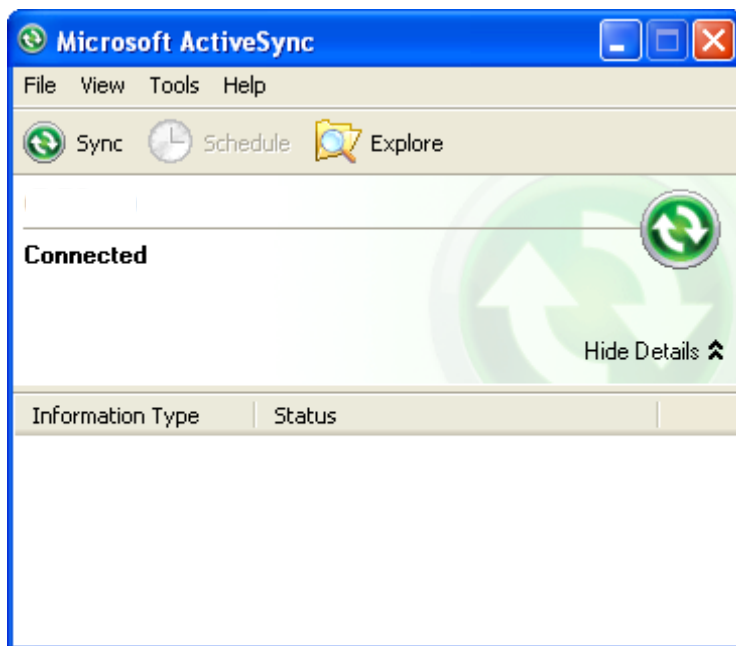 Microsoft ActiveSync
File View Tools Help
Sync Schedule Explore
Connected
Hide Details
Information Type Status